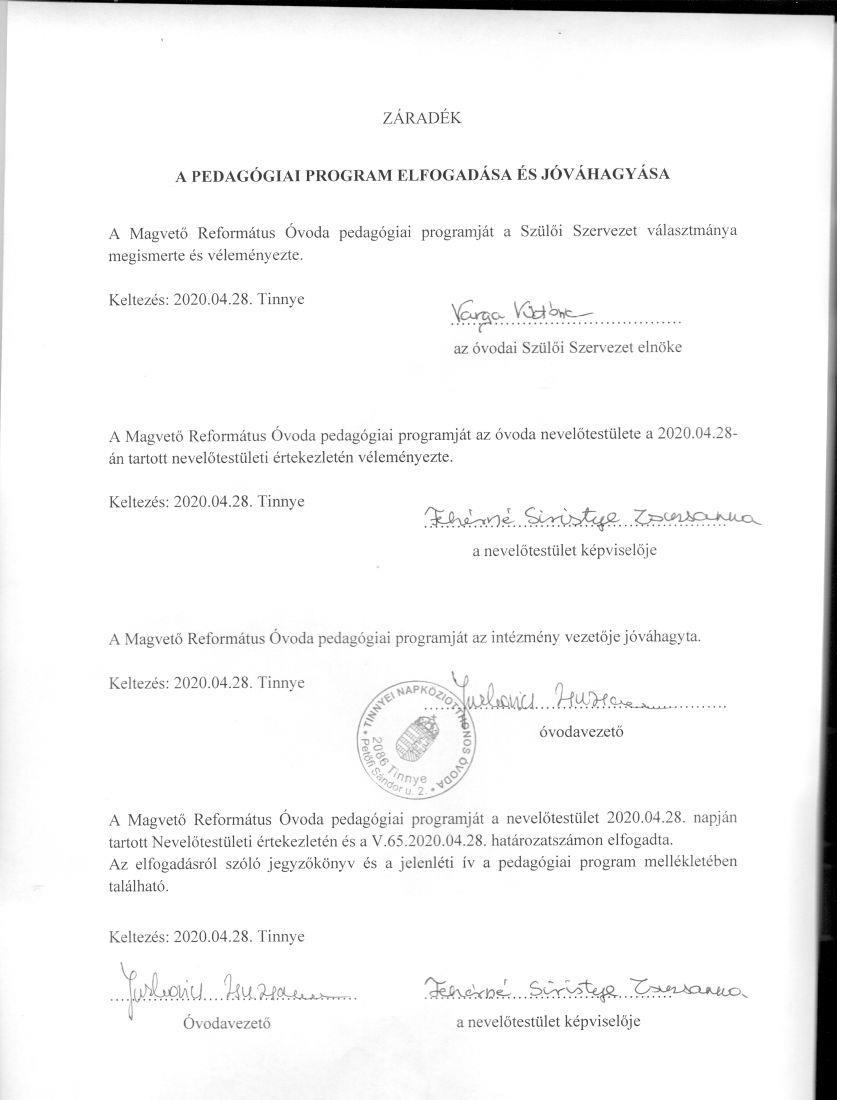 ZÁRADÉK
A PEDAGÓGIAI PROGRAM ELFOGADÁSA ÉS JÓVÁHAGYÁSA
A Magvető Református Óvoda pedagógiai programját a Szülői Szervezet választmánya
megismerte és véleményezte.
Keltezés: 2020.04.28. Tinnye
Varga
az óvodai Szülői Szervezet elnöke
A Magvető Református Óvoda pedagógiai programját az óvoda nevelőtestülete a 2020.04.28-
án tartott nevelőtestületi értekezletén véleményezte.
Keltezés: 2020.04.28. Tinnye
Fehérné Siristye Zsuzsanna
a nevelőtestület képviselője
A Magvető Református Óvoda pedagógiai programját az intézmény vezetője jóváhagyta.
Keltezés: 2020.04.28. Tinnye
óvodavezető
TINNYEI NAPKÖZIOTTHONOS ÓVODA
2086 Tinnye
Petőfi Sándor u. 2.
A Magvető Református Óvoda pedagógiai programját a nevelőtestület 2020.04.28. napján
tartott Nevelőtestületi értekezletén és a V.65.2020.04.28. határozatszámon elfogadta.
Az elfogadásról szóló jegyzőkönyv és a jelenléti ív a pedagógiai program mellékletében
található.
Keltezés: 2020.04.28. Tinnye
Fehérné Siristye Zsuzsanna
Óvodavezető a nevelőtestület képviselője